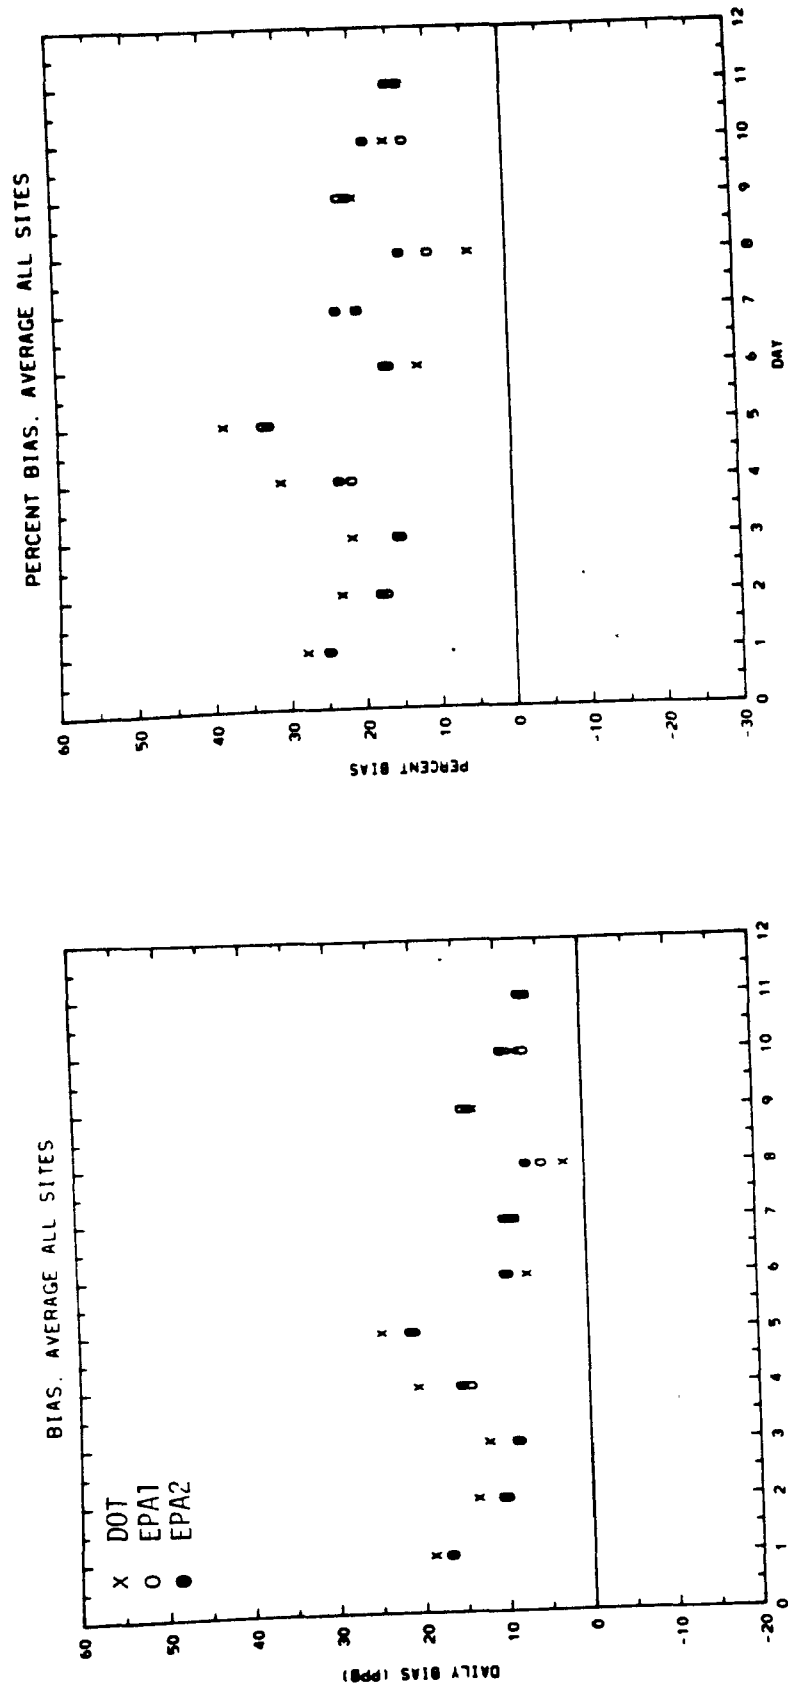 BIAS. AVERAGE ALL SITES
X DOT
O EPA1
● EPA2
DAILY BIAS (PPB)
60
50
40
30
20
10
0
-10
-20
0 1 2 3 4 5 6 7 8 9 10 11 12
PERCENT BIAS. AVERAGE ALL SITES
PERCENT BIAS
60
50
40
30
20
10
0
-10
-20
-30
0 1 2 3 4 5 6 7 8 9 10 11 12
DAY